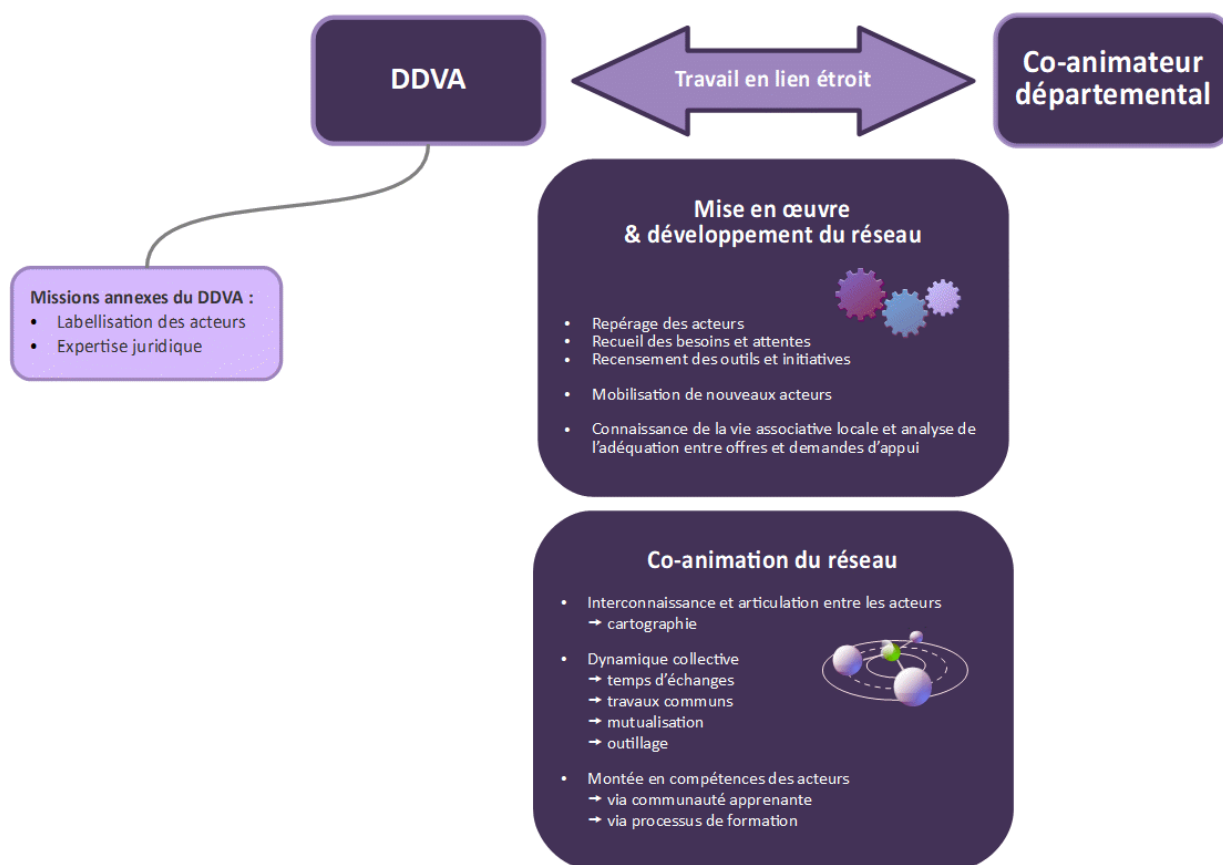 DDVA
Travail en lien étroit
Co-animateur
départemental
Mise en œuvre
& développement du réseau
• Repérage des acteurs
• Recueil des besoins et attentes
• Recensement des outils et initiatives
• Mobilisation de nouveaux acteurs
• Connaissance de la vie associative locale et analyse de
l'adéquation entre offres et demandes d'appui
Missions annexes du DDVA :
• Labellisation des acteurs
• Expertise juridique
Co-animation du réseau
• Interconnaissance et articulation entre les acteurs
→ cartographie
• Dynamique collective
→ temps d'échanges
→ travaux communs
→ mutualisation
→ outillage
• Montée en compétences des acteurs
→ via communauté apprenante
→ via processus de formation